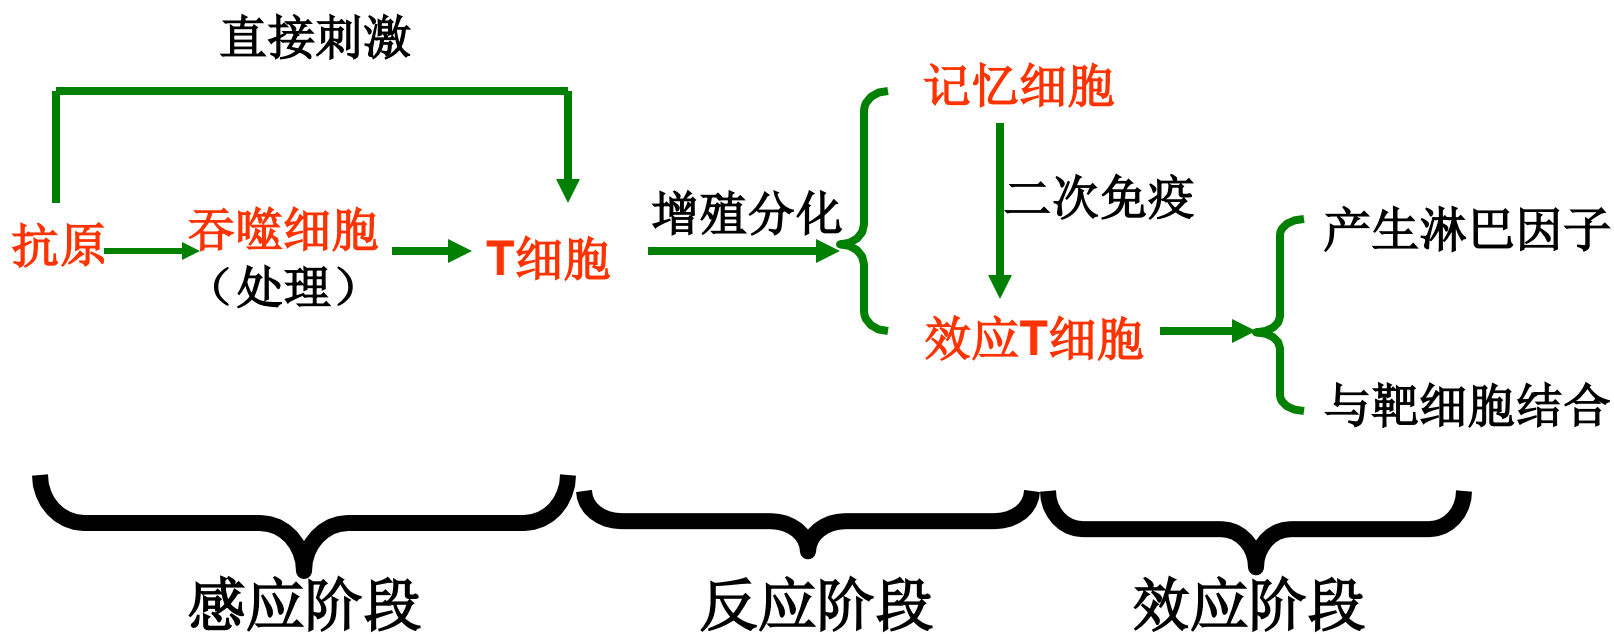 直接刺激
抗原
吞噬细胞
（处理）
T细胞
增殖分化
记忆细胞
二次免疫
效应T细胞
产生淋巴因子
与靶细胞结合
感应阶段
反应阶段
效应阶段